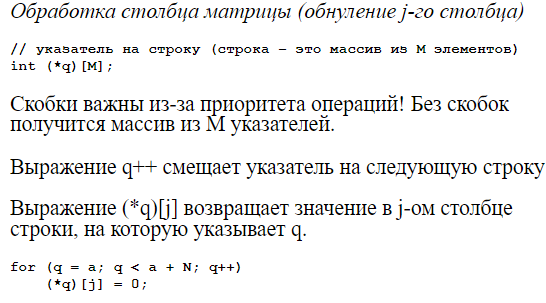 Обработка столбца матрицы (обнуление j-го столбца)
// указатель на строку (строка – это массив из M элементов)
int (*q)[M];
Скобки важны из-за приоритета операций! Без скобок
получится массив из M указателей.
Выражение q++ смещает указатель на следующую строку
Выражение (*q)[j] возвращает значение в j-ом столбце
строки, на которую указывает q.
for (q = a; q < a + N; q++)
(*q)[j] = 0;